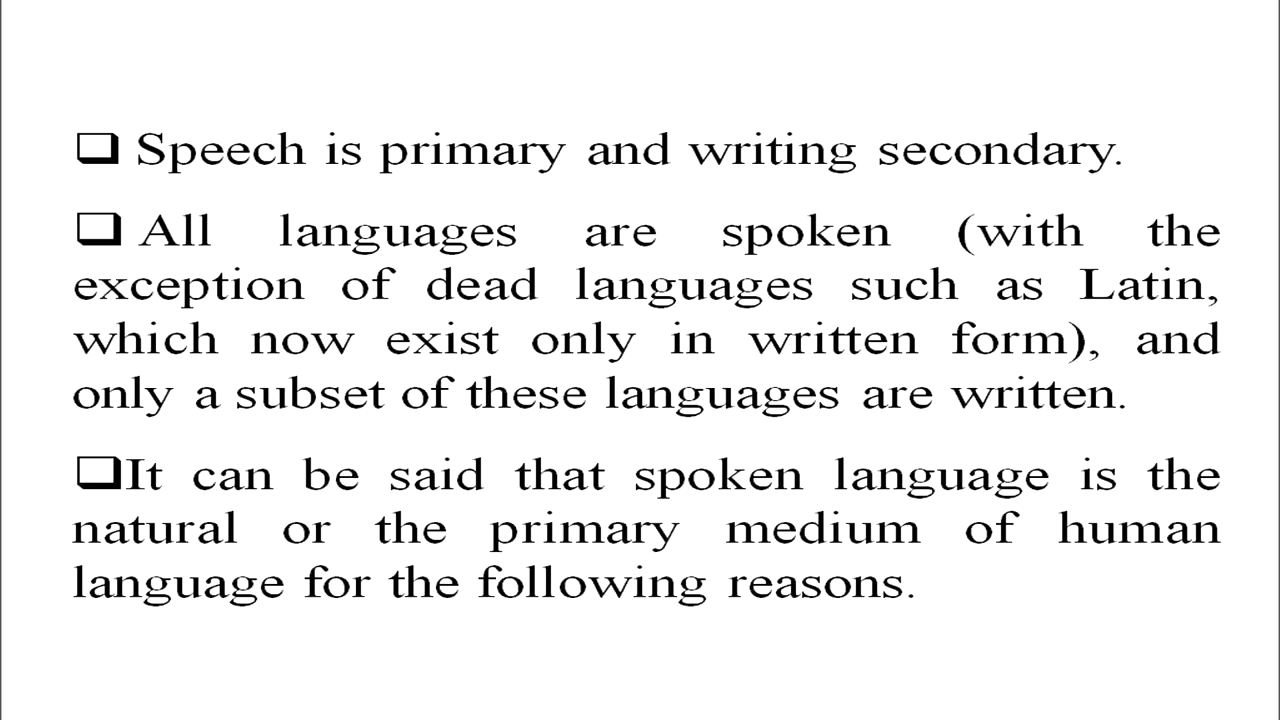 ❑ Speech is primary and writing secondary.
❑ All languages are spoken (with the
exception of dead languages such as Latin,
which now exist only in written form), and
only a subset of these languages are written.
❑It can be said that spoken language is the
natural or the primary medium of human
language for the following reasons.